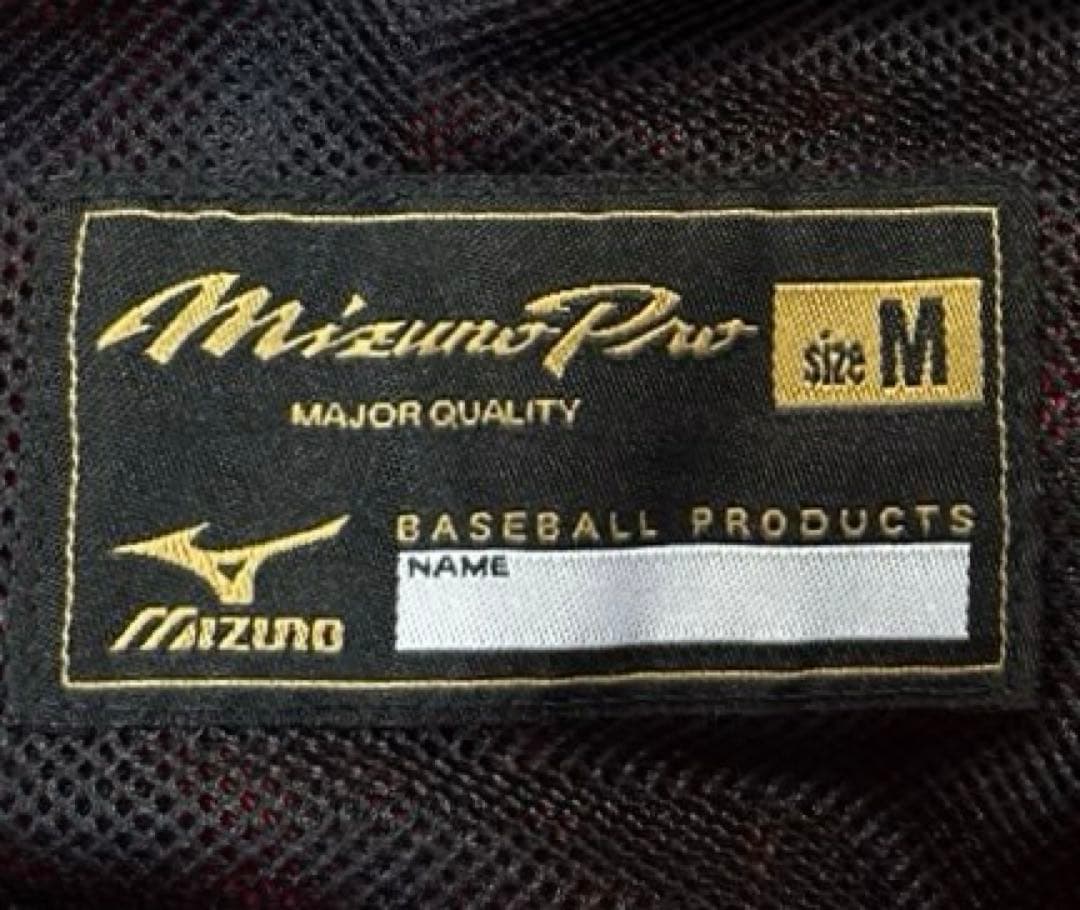 Mizuno Pro
size M
MAJOR QUALITY
BASEBALL PRODUCTS
NAME
MIZUNO